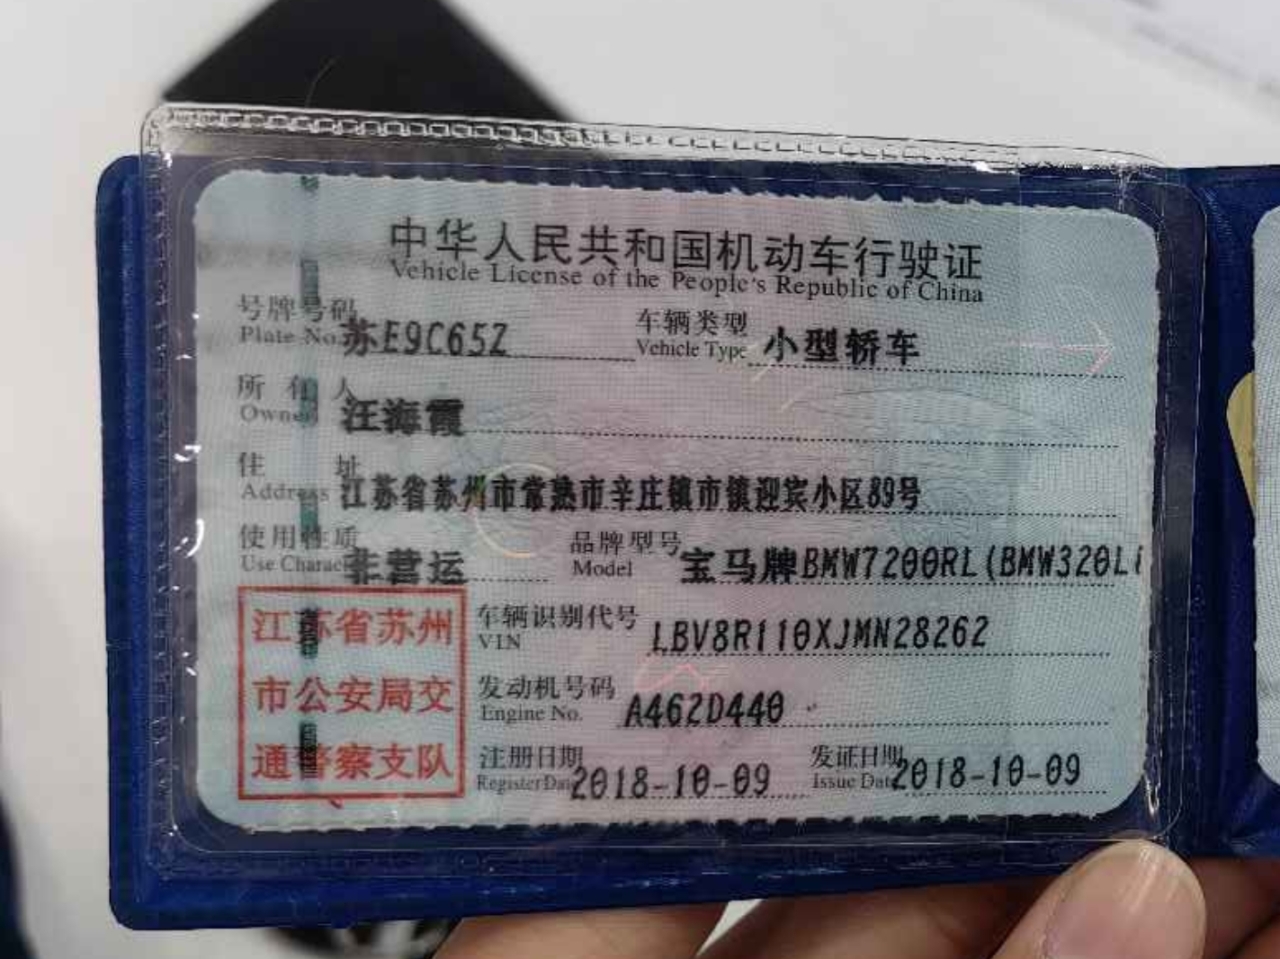 中华人民共和国机动车行驶证
Vehicle License of the People's Republic of China
号牌号码 苏E9C65Z 车辆类型 小型轿车
Plate No. Vehicle Type
所有人 汪海霞
Owner
住址 江苏省苏州市常熟市辛庄镇市镇迎宾小区89号
Address
使用性质 非营运 品牌型号 宝马牌BMW7200RL(BMW320Li
Use Charac Model
江苏省苏州
市公安局交
通警察支队
车辆识别代号 LBV8R110XJMN28262
VIN
发动机号码 A462D440
Engine No.
注册日期 2018-10-09 发证日期 2018-10-09
Register Dat Issue Dat